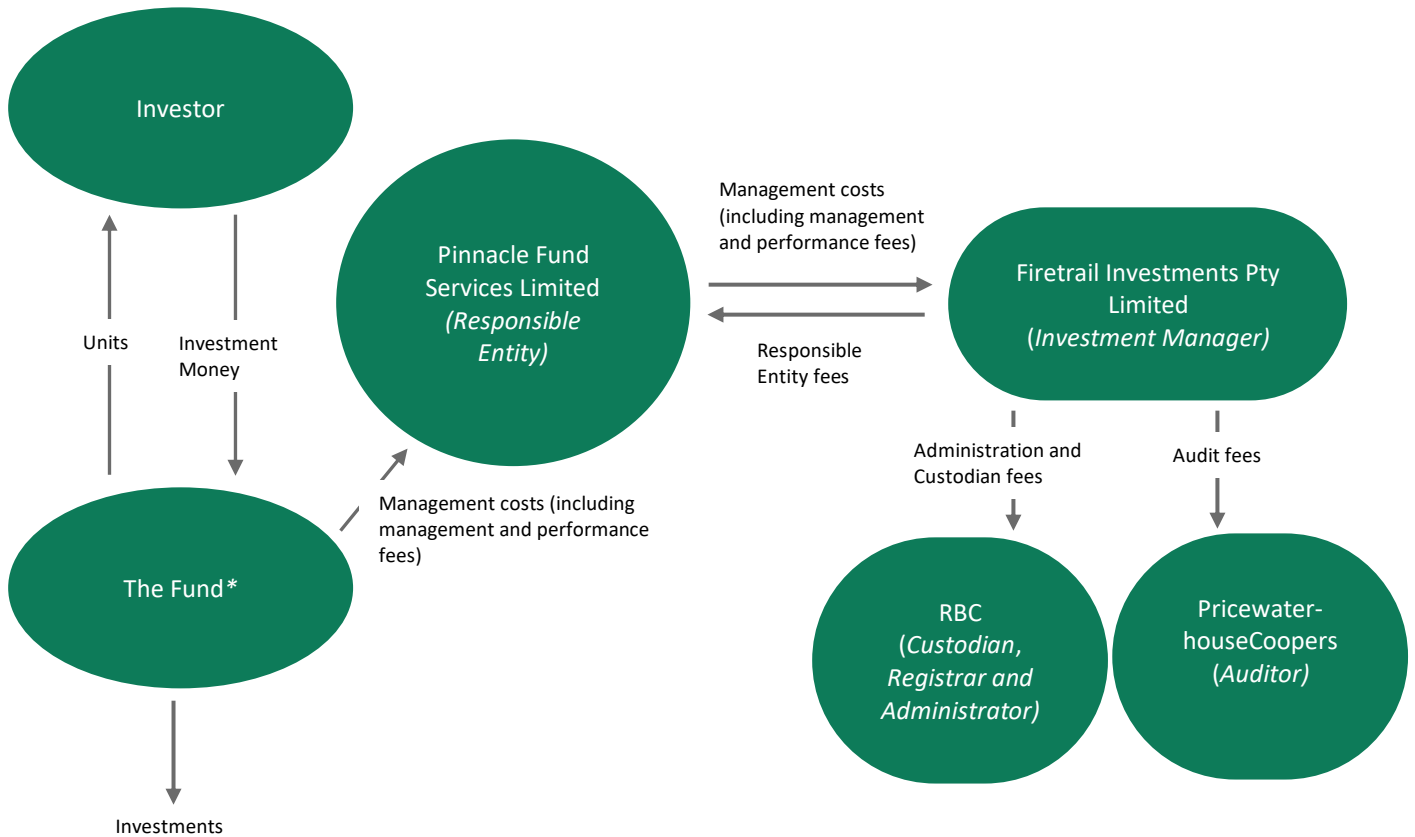 Investor
Units
Investment
Money
The Fund*
Investments
Management costs (including
management and performance
fees)
Pinnacle Fund
Services Limited
(Responsible
Entity)
Management costs
(including management
and performance fees)
Responsible
Entity fees
Firetrail Investments Pty
Limited
(Investment Manager)
Administration and
Custodian fees
Audit fees
RBC
(Custodian,
Registrar and
Administrator)
Pricewater-
houseCoopers
(Auditor)